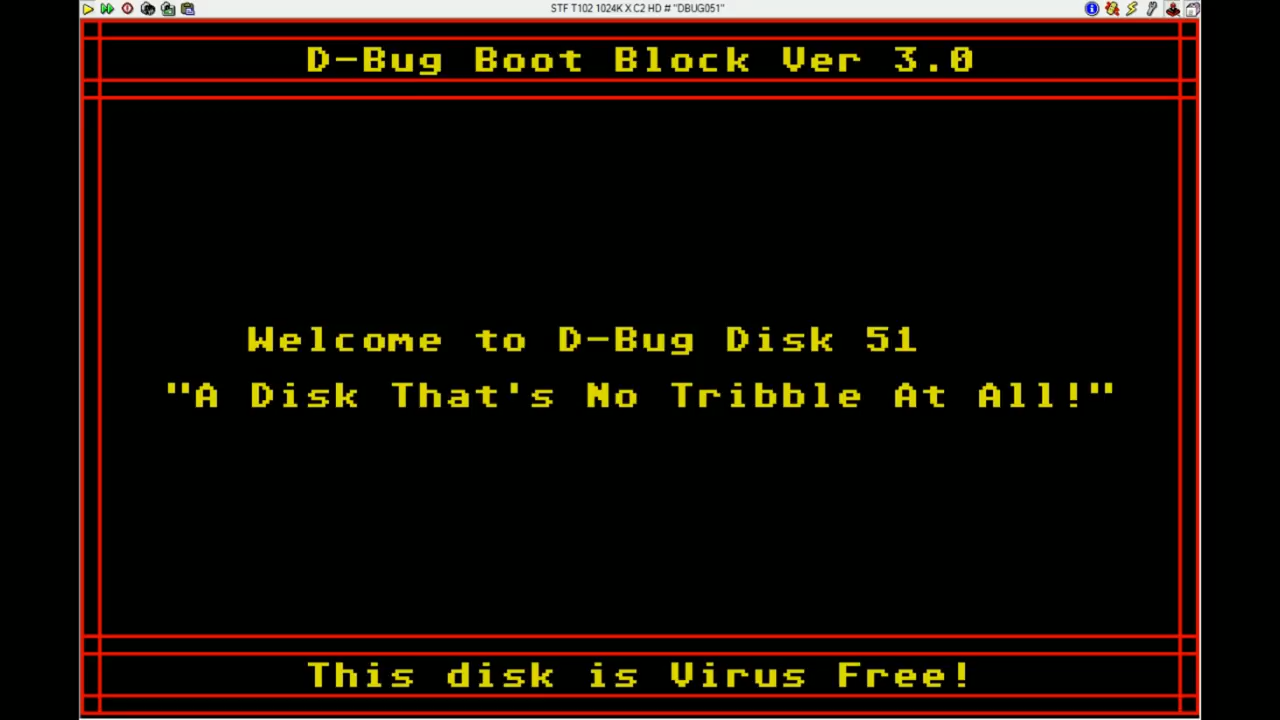 STF T102 1024K X C2 HD # "DBUG051"
D-Bug Boot Block Ver 3.0
Welcome to D-Bug Disk 51
"A Disk That's No Tribble At All!"
This disk is Virus Free!